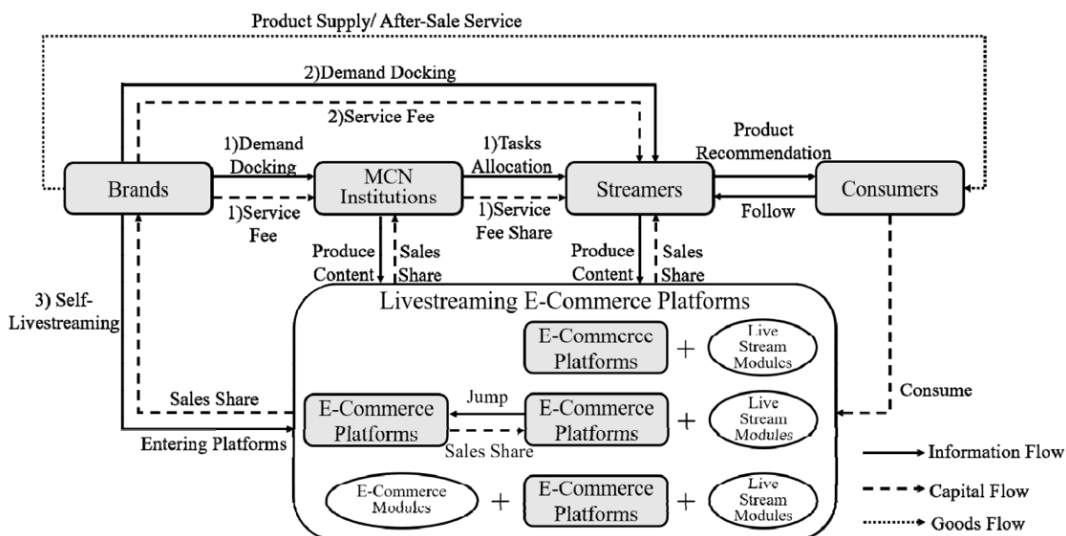 Product Supply/ After-Sale Service
2)Demand Docking
2)Service Fee
1)Demand
Docking
1)Tasks
Allocation
Product
Recommendation
Brands
MCN
Institutions
Streamers
Consumers
1)Service
Fee
1)Service
Fee Share
Follow
Produce
Content
Sales
Share
Produce
Content
Sales
Share
3) Self-
Livestreaming
Livestreaming E-Commerce Platforms
E-Commerce
Platforms
+
Live
Stream
Modules
Sales Share
Entering Platforms
E-Commerce
Platforms
Jump
Sales Share
E-Commerce
Platforms
+
Live
Stream
Modules
Consume
E-Commerce
Modules
+
E-Commerce
Platforms
+
Live
Stream
Modules
Information Flow
Capital Flow
Goods Flow